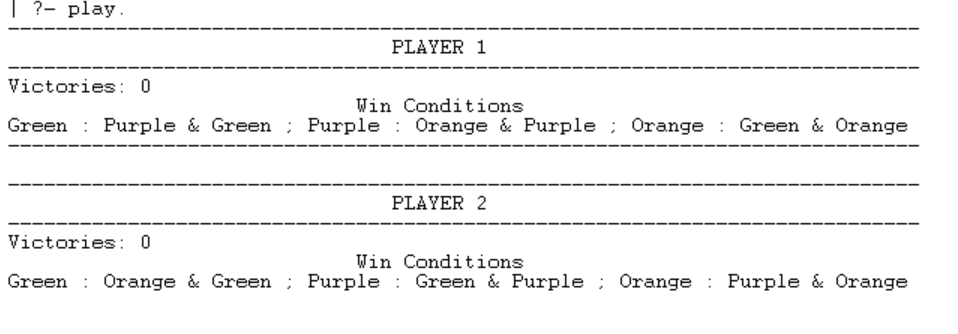 | ?- play.
PLAYER 1
Victories: 0
Win Conditions
Green : Purple & Green ; Purple : Orange & Purple ; Orange : Green & Orange
PLAYER 2
Victories: 0
Win Conditions
Green : Orange & Green ; Purple : Green & Purple ; Orange : Purple & Orange